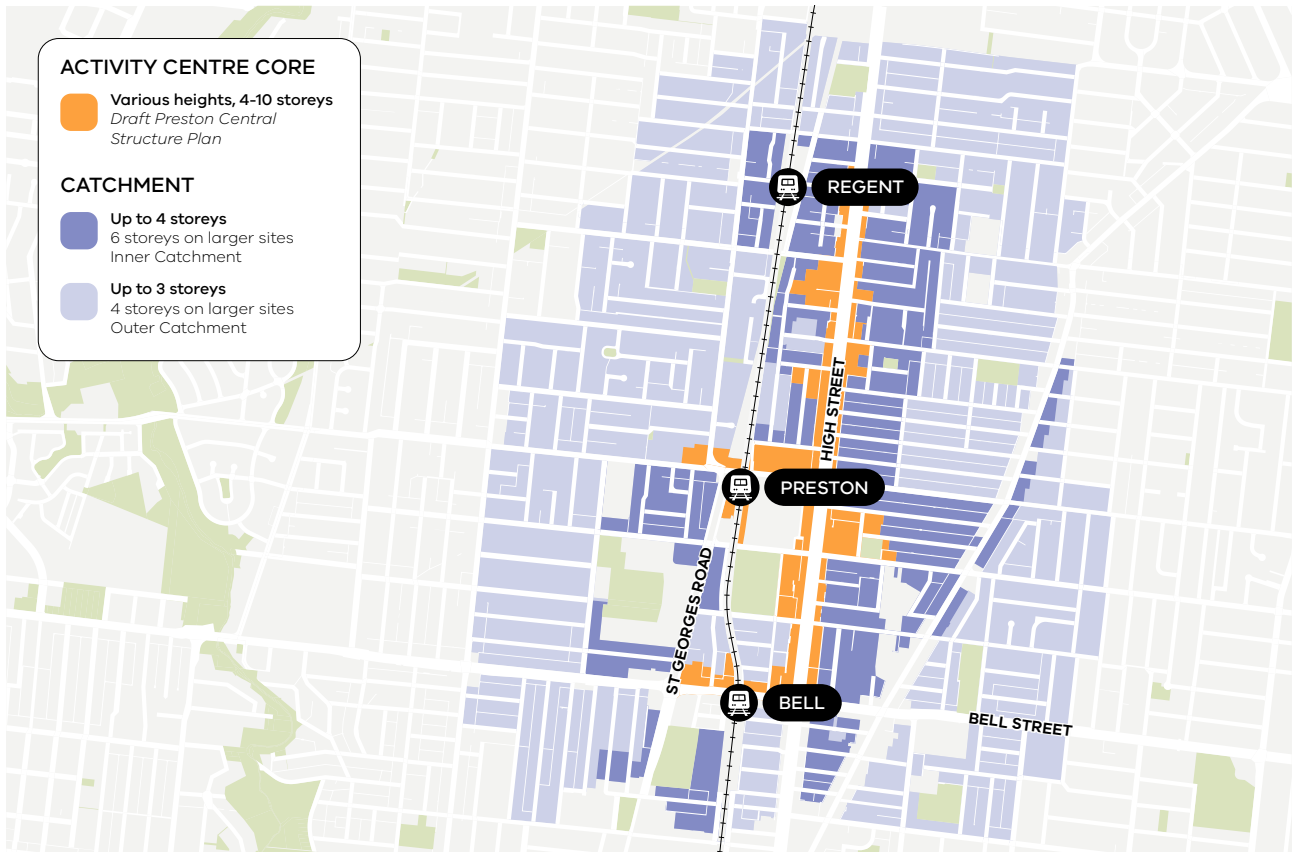 ACTIVITY CENTRE CORE
Various heights, 4-10 storeys
Draft Preston Central
Structure Plan
CATCHMENT
Up to 4 storeys
6 storeys on larger sites
Inner Catchment
Up to 3 storeys
4 storeys on larger sites
Outer Catchment
REGENT
HIGH STREET
PRESTON
ST GEORGES ROAD
BELL
BELL STREET